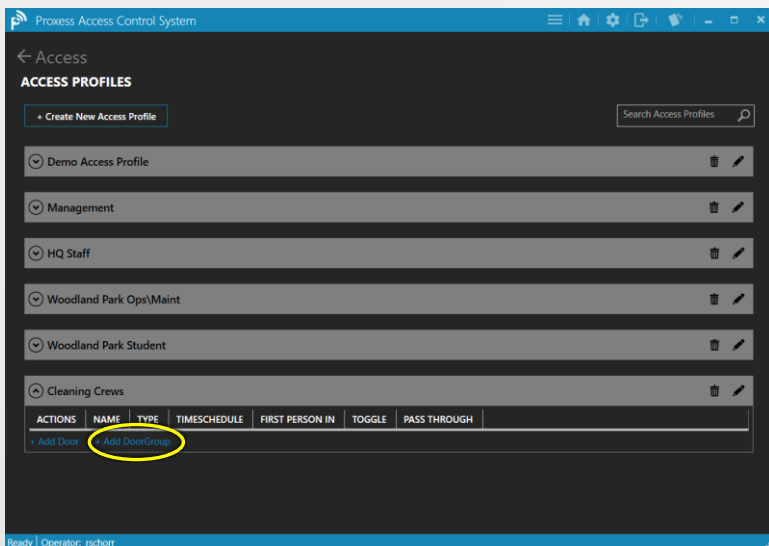 Proxess Access Control System
Access
ACCESS PROFILES
+ Create New Access Profile
Search Access Profiles
Demo Access Profile
Management
HQ Staff
Woodland Park Ops\Maint
Woodland Park Student
Cleaning Crews
ACTIONS NAME TYPE TIMESCHEDULE FIRST PERSON IN TOGGLE PASS THROUGH
+ Add Door + Add DoorGroup
Ready Operator: rschorr